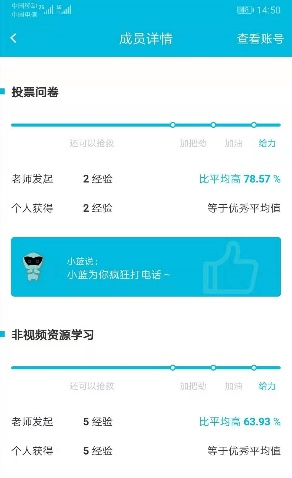 中国移动
中国电信
14:50
成员详情
查看账号
投票问卷
还可以抢救 加把劲 加油 给力
老师发起 2 经验 比平均高 78.57 %
个人获得 2 经验 等于优秀平均值
小蓝说：
小蓝为你疯狂打电话~
非视频资源学习
还可以抢救 加把劲 加油 给力
老师发起 5 经验 比平均高 63.93 %
个人获得 5 经验 等于优秀平均值